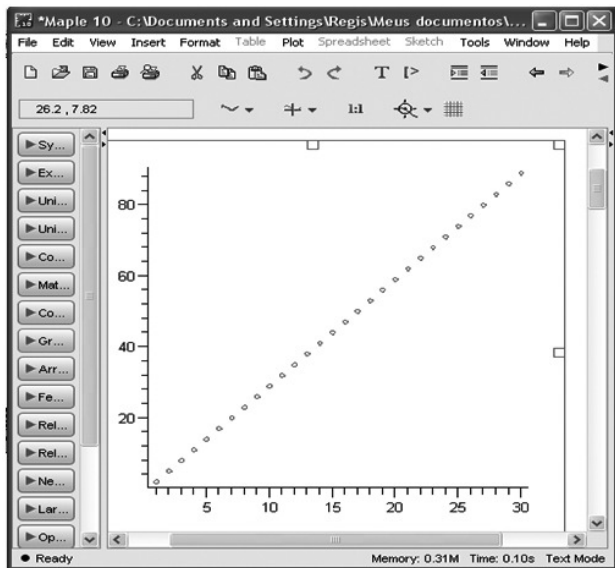 *Maple 10 - C:\Documents and Settings\Regis\Meus documentos\...
File Edit View Insert Format Table Plot Spreadsheet Sketch Tools Window Help
T [>
26.2 , 7.82
1:1
Sy...
Ex...
Uni...
Uni...
Co...
Mat...
Co...
Gr...
Arr...
Fe...
Rel...
Rel...
Ne...
Lar...
Op...
80
60
40
20
5 10 15 20 25 30
Ready Memory: 0.31M Time: 0.10s Text Mode